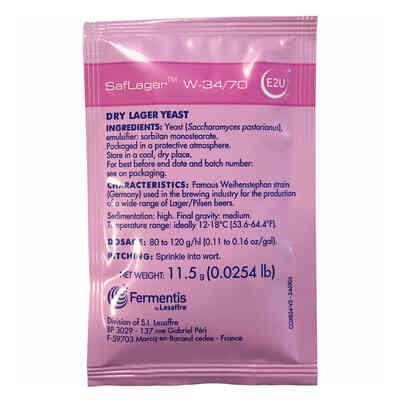 SafLager™ W-34/70
E2U
DRY LAGER YEAST
INGREDIENTS: Yeast (Saccharomyces pastorianus),
emulsifier: sorbitan monostearate.
Packaged in a protective atmosphere.
Store in a cool, dry place.
For best before end date and batch number:
see on packaging.
CHARACTERISTICS: Famous Weihenstephan strain
(Germany) used in the brewing industry for the production
of a wide range of Lager/Pilsen beers.
Sedimentation: high. Final gravity: medium.
Temperature range: ideally 12-18°C (53.6-64.4°F).
DOSAGE: 80 to 120 g/hl (0.11 to 0.16 oz/gal).
PITCHING: Sprinkle into wort.
NET WEIGHT: 11.5 g (0.0254 lb)
Fermentis
by Lesaffre
Division of S.I. Lesaffre
BP 3029 - 137 rue Gabriel Péri
F-59703 Marcq-en-Barœul cedex - France